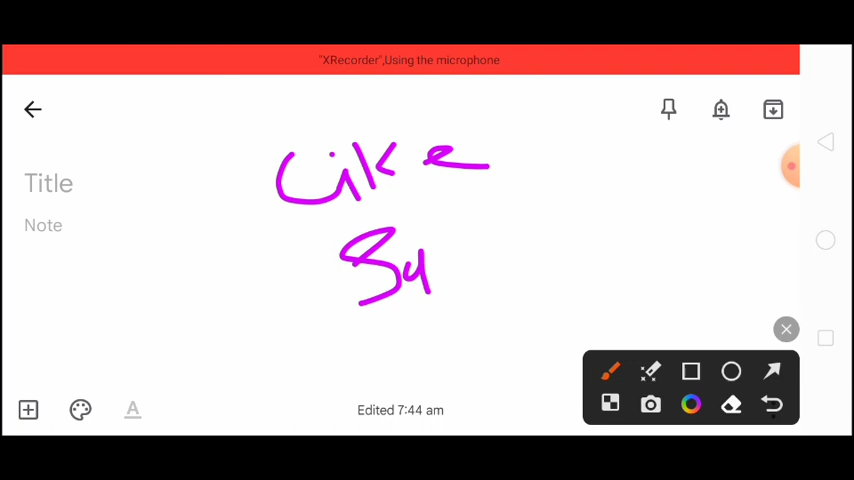 "XRecorder",Using the microphone
Like
Title
Note
Su
A
Edited 7:44 am